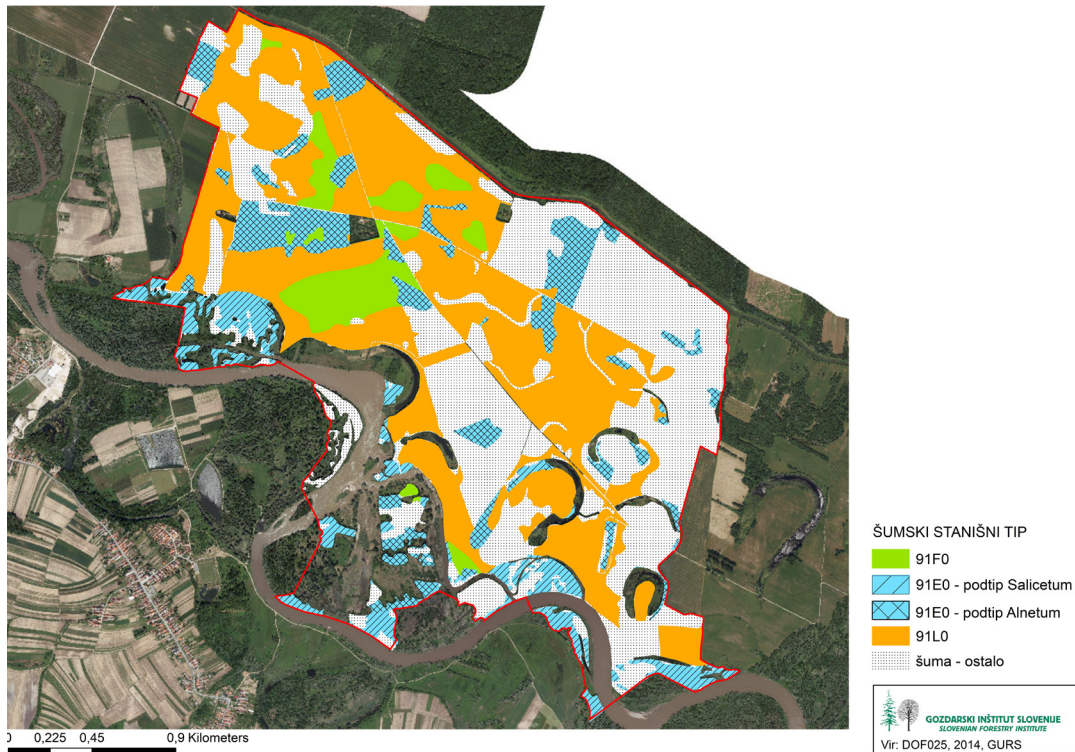 ŠUMSKI STANIŠNI TIP
91F0
91E0 - podtip Salicetum
91E0 - podtip Alnetum
91L0
šuma - ostalo
GOZDARSKI INŠTITUT SLOVENIJE
SLOVENIAN FORESTRY INSTITUTE
Vir: DOF025, 2014, GURS
0 0,225 0,45 0,9 Kilometers